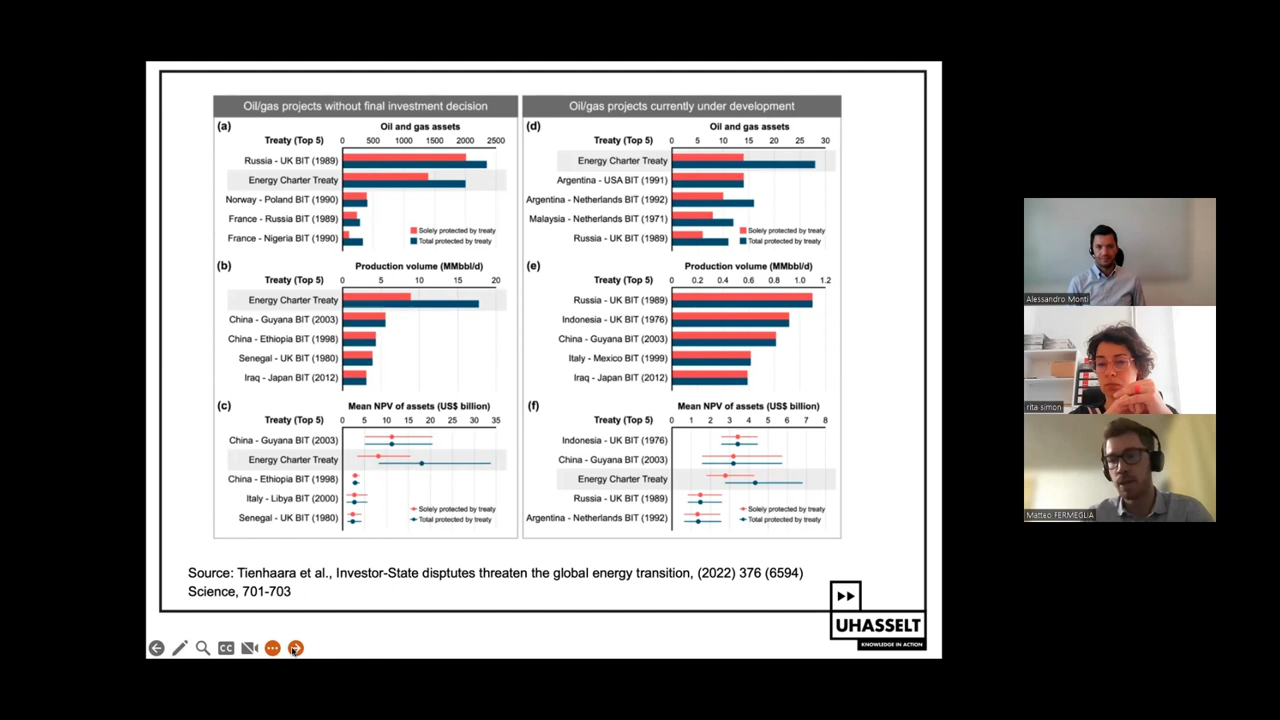 Oil/gas projects without final investment decision
(a)
Oil and gas assets
Treaty (Top 5)
0 500 1000 1500 2000 2500
Russia - UK BIT (1989)
Energy Charter Treaty
Norway - Poland BIT (1990)
France - Russia BIT (1989)
France - Nigeria BIT (1990)
Solely protected by treaty
Total protected by treaty
(b)
Production volume (MMbbl/d)
Treaty (Top 5)
0 5 10 15 20
Energy Charter Treaty
China - Guyana BIT (2003)
China - Ethiopia BIT (1998)
Senegal - UK BIT (1980)
Iraq - Japan BIT (2012)
(c)
Mean NPV of assets (US$ billion)
Treaty (Top 5)
0 5 10 15 20 25 30 35
China - Guyana BIT (2003)
Energy Charter Treaty
China - Ethiopia BIT (1998)
Italy - Libya BIT (2000)
Senegal - UK BIT (1980)
Solely protected by treaty
Total protected by treaty
Oil/gas projects currently under development
(d)
Oil and gas assets
Treaty (Top 5)
0 5 10 15 20 25 30
Energy Charter Treaty
Argentina - USA BIT (1991)
Argentina - Netherlands BIT (1992)
Malaysia - Netherlands BIT (1971)
Russia - UK BIT (1989)
Solely protected by treaty
Total protected by treaty
(e)
Production volume (MMbbl/d)
Treaty (Top 5)
0 0.2 0.4 0.6 0.8 1.0 1.2
Russia - UK BIT (1989)
Indonesia - UK BIT (1976)
China - Guyana BIT (2003)
Italy - Mexico BIT (1999)
Iraq - Japan BIT (2012)
(f)
Mean NPV of assets (US$ billion)
Treaty (Top 5)
0 1 2 3 4 5 6 7 8
Indonesia - UK BIT (1976)
China - Guyana BIT (2003)
Energy Charter Treaty
Russia - UK BIT (1989)
Argentina - Netherlands BIT (1992)
Solely protected by treaty
Total protected by treaty
Source: Tienhaara et al., Investor-State disptutes threaten the global energy transition, (2022) 376 (6594)
Science, 701-703
UHASSELT
KNOWLEDGE IN ACTION
CC
Alessandro Monti
rita simon
Matteo FERMEGLIA